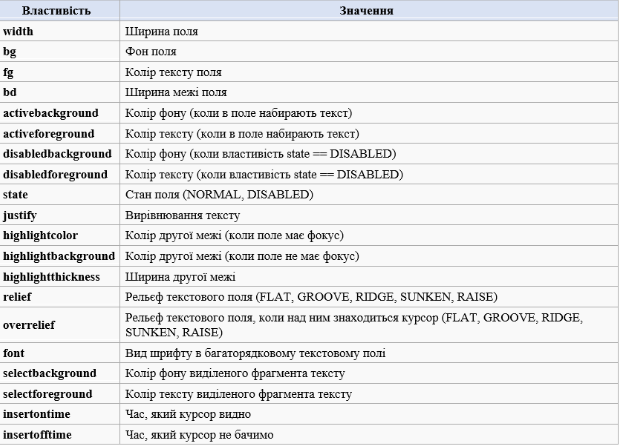 Властивість Значення
width Ширина поля
bg Фон поля
fg Колір тексту поля
bd Ширина межі поля
activebackground Колір фону (коли в поле набирають текст)
activeforeground Колір тексту (коли в поле набирають текст)
disabledbackground Колір фону (коли властивість state == DISABLED)
disabledforeground Колір тексту (коли властивість state == DISABLED)
state Стан поля (NORMAL, DISABLED)
justify Вирівнювання тексту
highlightcolor Колір другої межі (коли поле має фокус)
highlightbackground Колір другої межі (коли поле не має фокус)
highlightthickness Ширина другої межі
relief Рельєф текстового поля (FLAT, GROOVE, RIDGE, SUNKEN, RAISE)
overrelief Рельєф текстового поля, коли над ним знаходиться курсор (FLAT, GROOVE, RIDGE,
SUNKEN, RAISE)
font Вид шрифту в багаторядковому текстовому полі
selectbackground Колір фону виділеного фрагмента тексту
selectforeground Колір тексту виділеного фрагмента тексту
insertontime Час, який курсор видно
insertofftime Час, який курсор не бачимо